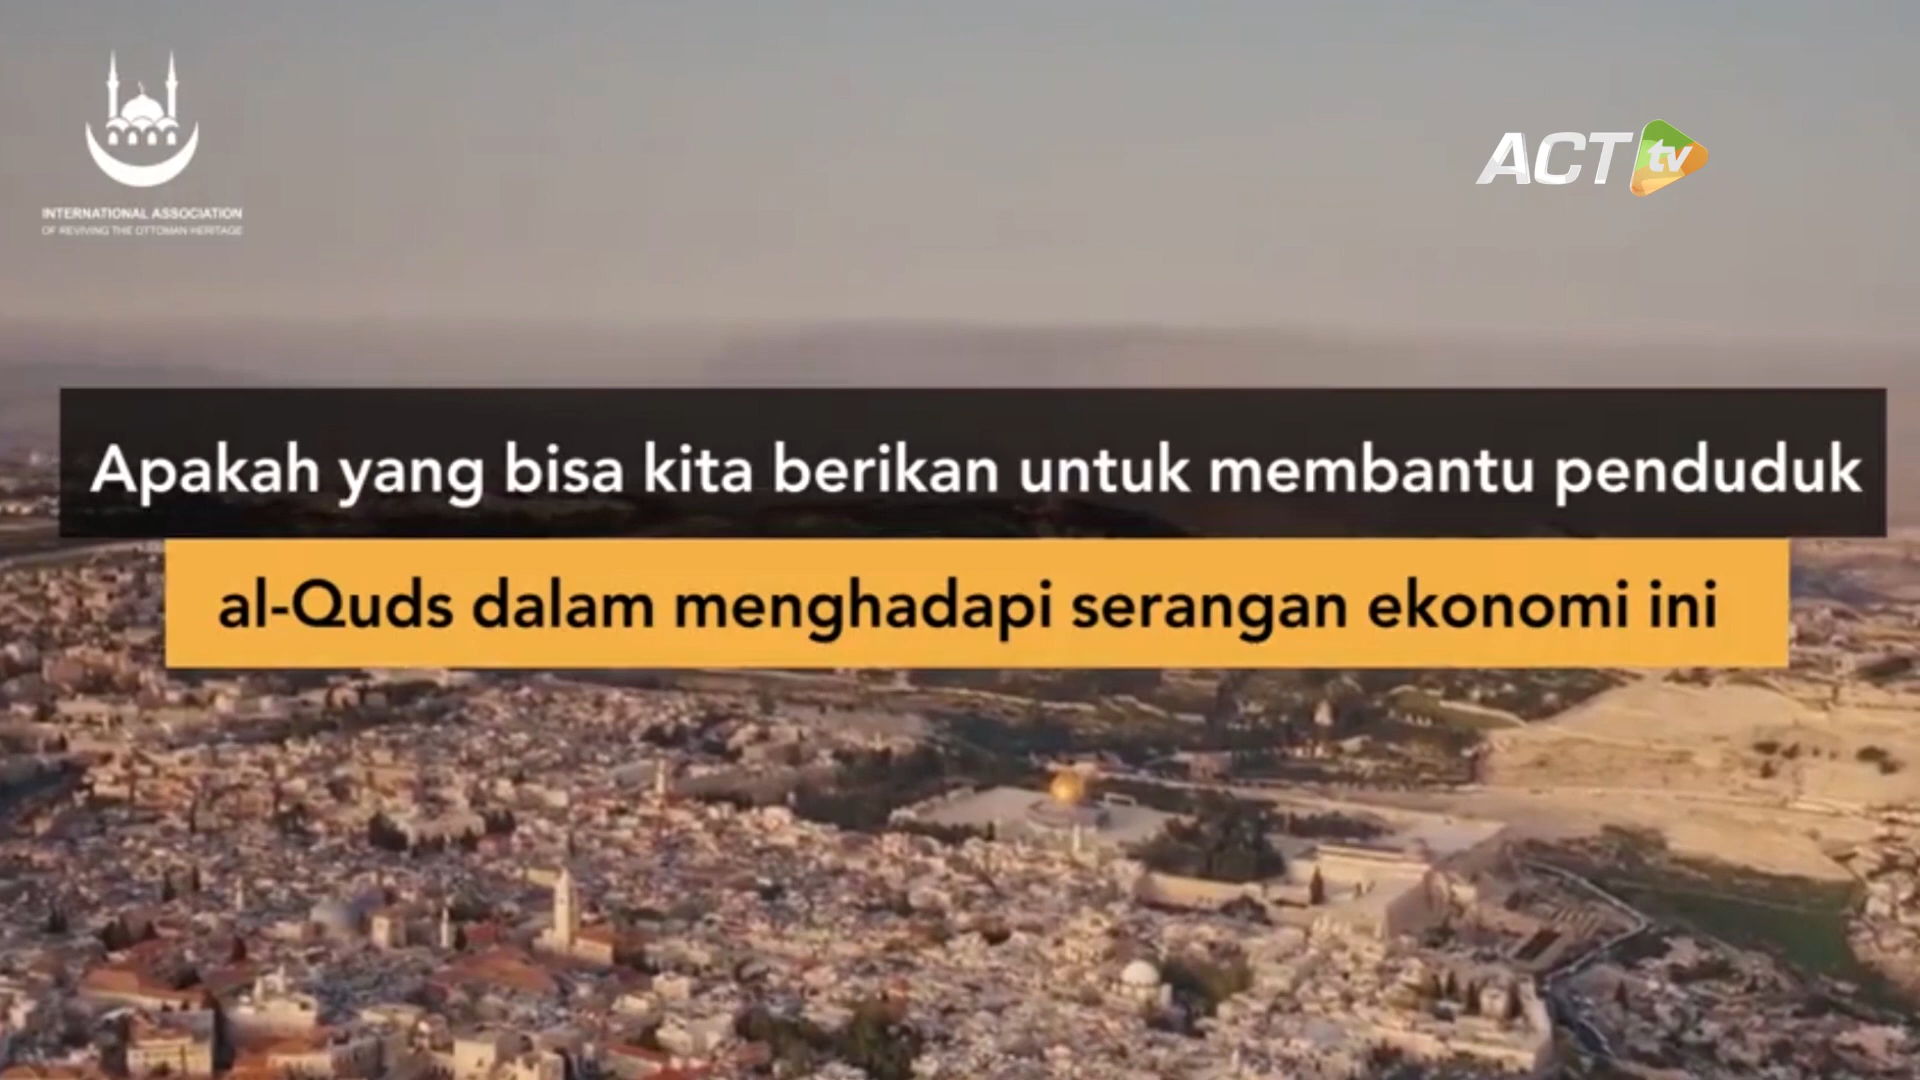 INTERNATIONAL ASSOCIATION
OF REVIVING THE OTTOMAN HERITAGE
ACT tv
Apakah yang bisa kita berikan untuk membantu penduduk
al-Quds dalam menghadapi serangan ekonomi ini